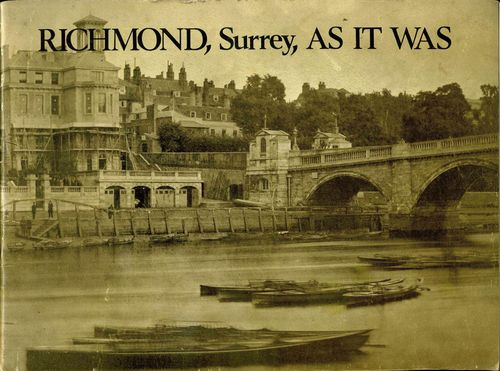 RICHMOND, Surrey, AS IT WAS